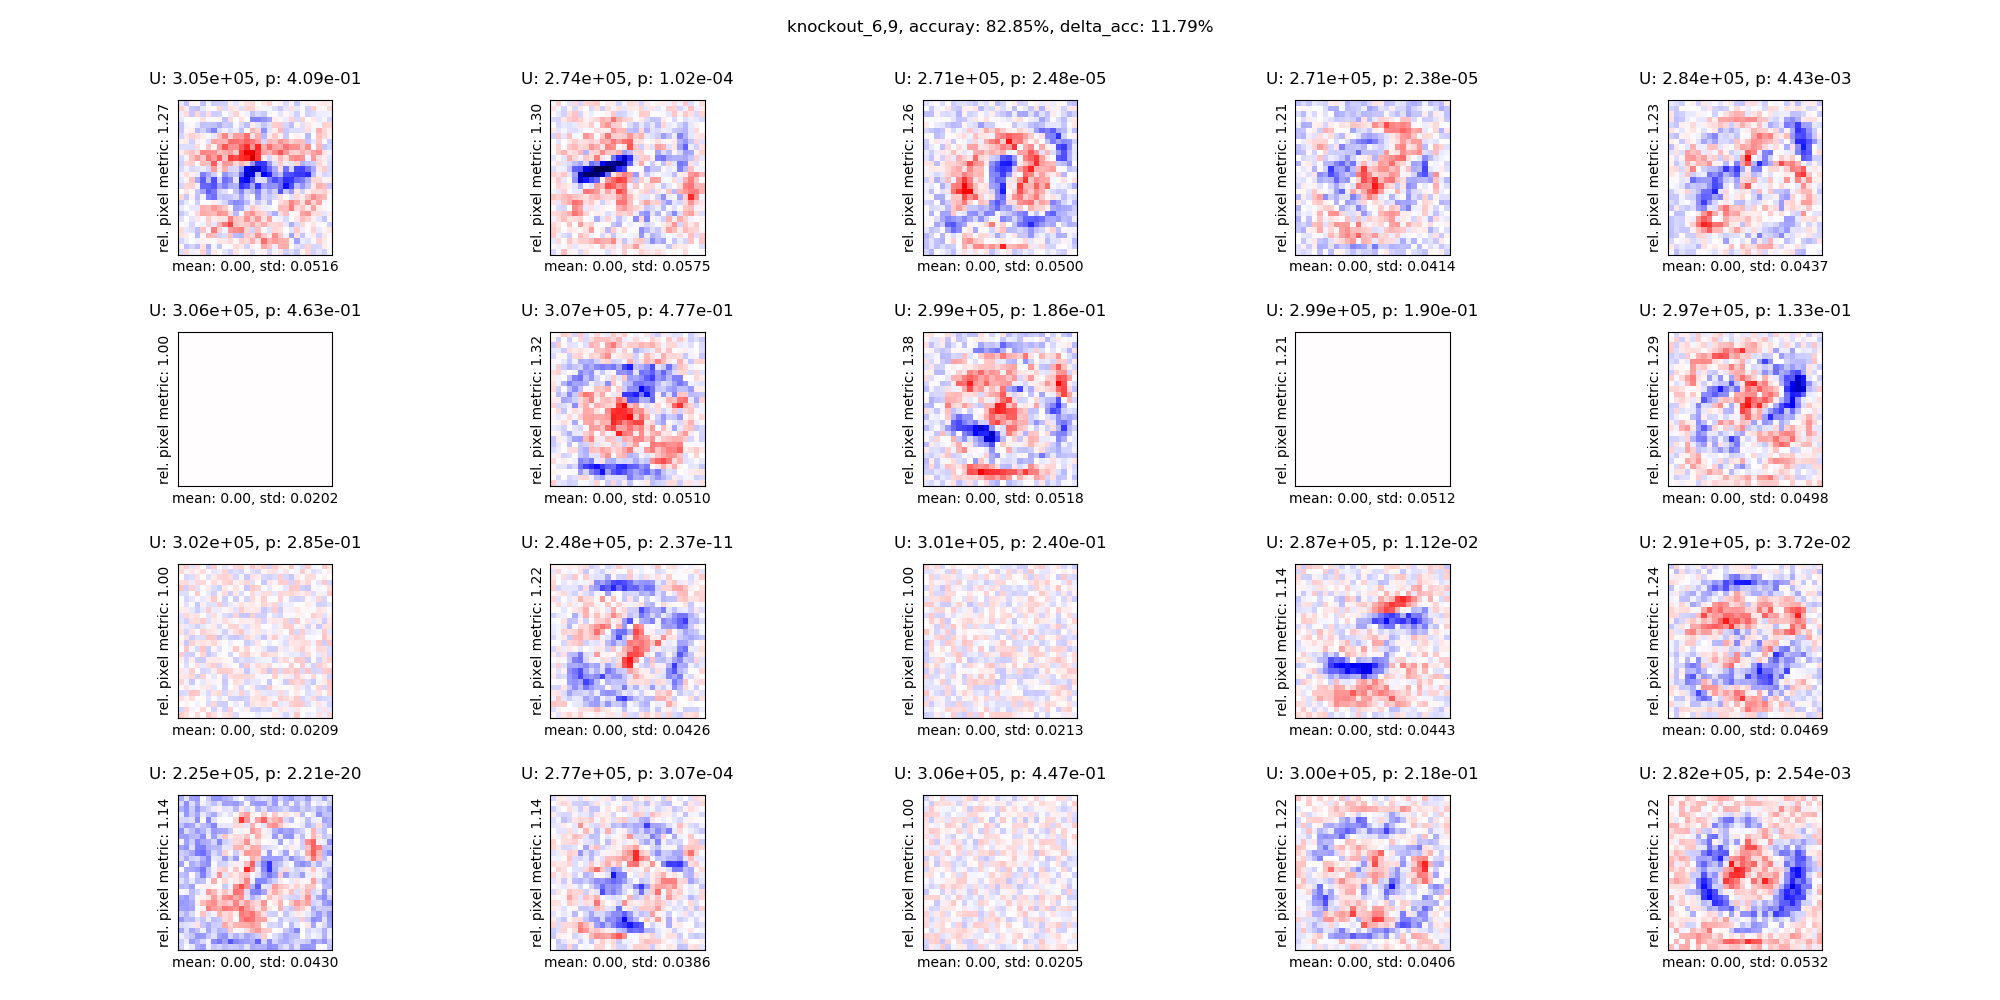 knockout_6,9, accuray: 82.85%, delta_acc: 11.79%
U: 3.05e+05, p: 4.09e-01
rel. pixel metric: 1.27
mean: 0.00, std: 0.0516
U: 2.74e+05, p: 1.02e-04
rel. pixel metric: 1.30
mean: 0.00, std: 0.0575
U: 2.71e+05, p: 2.48e-05
rel. pixel metric: 1.26
mean: 0.00, std: 0.0500
U: 2.71e+05, p: 2.38e-05
rel. pixel metric: 1.21
mean: 0.00, std: 0.0414
U: 2.84e+05, p: 4.43e-03
rel. pixel metric: 1.23
mean: 0.00, std: 0.0437
U: 3.06e+05, p: 4.63e-01
rel. pixel metric: 1.00
mean: 0.00, std: 0.0202
U: 3.07e+05, p: 4.77e-01
rel. pixel metric: 1.32
mean: 0.00, std: 0.0510
U: 2.99e+05, p: 1.86e-01
rel. pixel metric: 1.38
mean: 0.00, std: 0.0518
U: 2.99e+05, p: 1.90e-01
rel. pixel metric: 1.21
mean: 0.00, std: 0.0512
U: 2.97e+05, p: 1.33e-01
rel. pixel metric: 1.29
mean: 0.00, std: 0.0498
U: 3.02e+05, p: 2.85e-01
rel. pixel metric: 1.00
mean: 0.00, std: 0.0209
U: 2.48e+05, p: 2.37e-11
rel. pixel metric: 1.22
mean: 0.00, std: 0.0426
U: 3.01e+05, p: 2.40e-01
rel. pixel metric: 1.00
mean: 0.00, std: 0.0213
U: 2.87e+05, p: 1.12e-02
rel. pixel metric: 1.14
mean: 0.00, std: 0.0443
U: 2.91e+05, p: 3.72e-02
rel. pixel metric: 1.24
mean: 0.00, std: 0.0469
U: 2.25e+05, p: 2.21e-20
rel. pixel metric: 1.14
mean: 0.00, std: 0.0430
U: 2.77e+05, p: 3.07e-04
rel. pixel metric: 1.14
mean: 0.00, std: 0.0386
U: 3.06e+05, p: 4.47e-01
rel. pixel metric: 1.00
mean: 0.00, std: 0.0205
U: 3.00e+05, p: 2.18e-01
rel. pixel metric: 1.22
mean: 0.00, std: 0.0406
U: 2.82e+05, p: 2.54e-03
rel. pixel metric: 1.22
mean: 0.00, std: 0.0532